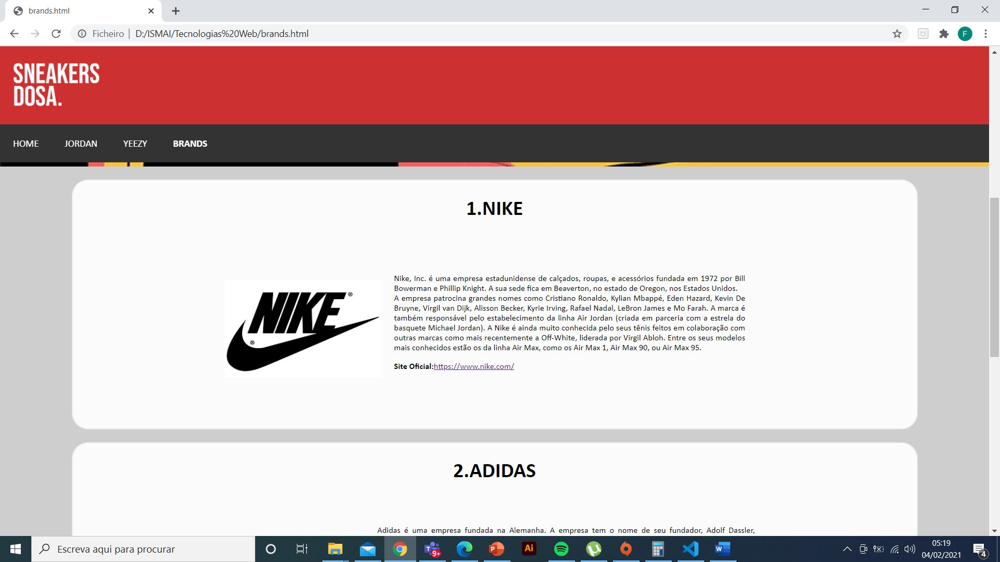 brands.html
Ficheiro | D:/ISMAI/Tecnologias%20Web/brands.html
F
SNEAKERS
DOSA.
HOME JORDAN YEEZY BRANDS
1.NIKE
NIKE®
®
Nike, Inc. é uma empresa estadunidense de calçados, roupas, e acessórios fundada em 1972 por Bill
Bowerman e Phillip Knight. A sua sede fica em Beaverton, no estado de Oregon, nos Estados Unidos.
A empresa patrocina grandes nomes como Cristiano Ronaldo, Kylian Mbappé, Eden Hazard, Kevin De
Bruyne, Virgil van Dijk, Alisson Becker, Kyrie Irving, Rafael Nadal, LeBron James e Mo Farah. A marca é
também responsável pelo estabelecimento da linha Air Jordan (criada em parceria com a estrela do
basquete Michael Jordan). A Nike é ainda muito conhecida pelo seus tênis feitos em colaboração com
outras marcas como mais recentemente a Off-White, liderada por Virgil Abloh. Entre os seus modelos
mais conhecidos estão os da linha Air Max, como os Air Max 1, Air Max 90, ou Air Max 95.
Site Oficial:https://www.nike.com/
2.ADIDAS
Adidas é uma empresa fundada na Alemanha. A empresa tem o nome de seu fundador, Adolf Dassler,
Escreva aqui para procurar
T 9+
P
Ai
W
05:19
04/02/2021
4